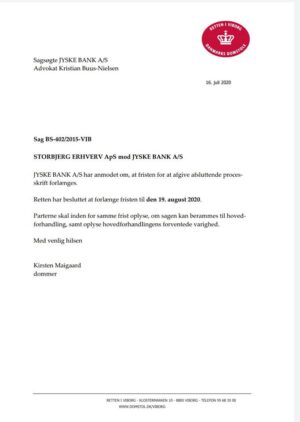 RETTEN I VIBORG
DANMARKS DOMSTOLE
Sagsøgte JYSKE BANK A/S
Advokat Kristian Buus-Nielsen
16. juli 2020
Sag BS-402/2015-VIB
STORBJERG ERHVERV ApS mod JYSKE BANK A/S
JYSKE BANK A/S har anmodet om, at fristen for at afgive afsluttende proces-
skrift forlænges.
Retten har besluttet at forlænge fristen til den 19. august 2020.
Parterne skal inden for samme frist oplyse, om sagen kan berammes til hoved-
forhandling, samt oplyse hovedforhandlingens forventede varighed.
Med venlig hilsen
Kirsten Maigaard
dommer
RETTEN I VIBORG - KLOSTERMARKEN 10 - 8800 VIBORG - TELEFON 99 68 35 00
WWW.DOMSTOL.DK/VIBORG